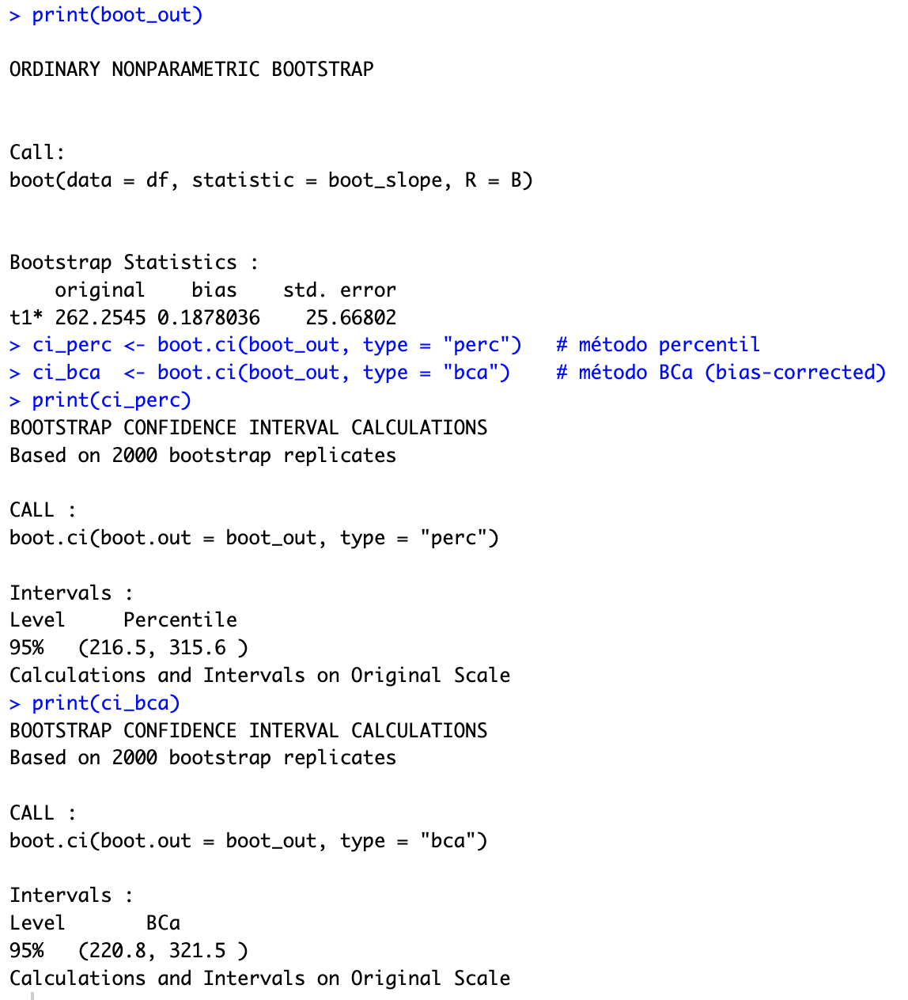 > print(boot_out)
ORDINARY NONPARAMETRIC BOOTSTRAP
Call:
boot(data = df, statistic = boot_slope, R = B)
Bootstrap Statistics :
    original    bias    std. error
t1* 262.2545 0.1878036    25.66802
> ci_perc <- boot.ci(boot_out, type = "perc")   # método percentil
> ci_bca  <- boot.ci(boot_out, type = "bca")    # método BCa (bias-corrected)
> print(ci_perc)
BOOTSTRAP CONFIDENCE INTERVAL CALCULATIONS
Based on 2000 bootstrap replicates
CALL :
boot.ci(boot.out = boot_out, type = "perc")
Intervals :
Level     Percentile
95%   (216.5, 315.6 )
Calculations and Intervals on Original Scale
> print(ci_bca)
BOOTSTRAP CONFIDENCE INTERVAL CALCULATIONS
Based on 2000 bootstrap replicates
CALL :
boot.ci(boot.out = boot_out, type = "bca")
Intervals :
Level       BCa
95%   (220.8, 321.5 )
Calculations and Intervals on Original Scale